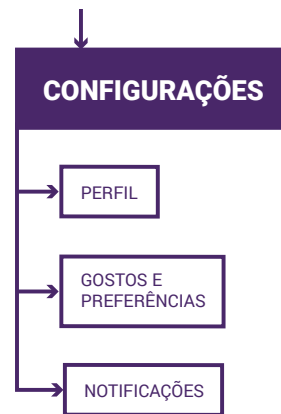 CONFIGURAÇÕES
PERFIL
GOSTOS E
PREFERÊNCIAS
NOTIFICAÇÕES